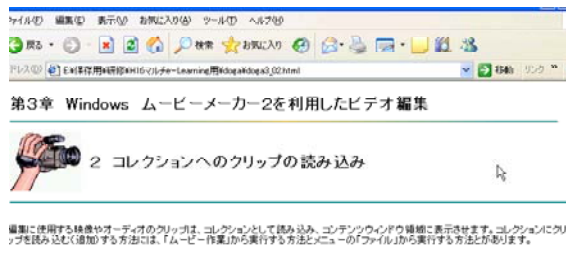 ファイル(F) 編集(E) 表示(V) お気に入り(A) ツール(T) ヘルプ(H)
戻る 検索 お気に入り
アドレス(D) dogakdoga3_02.html 移動 リンク »
第3章 Windows ムービーメーカー2を利用したビデオ編集
2 コレクションへのクリップの読み込み
編集に使用する映像やオーディオのクリップは、コレクションとして読み込み、コンテンツウィンドウ領域に表示させます。コレクションにクリ
ップを読み込む(追加)する方法には、「ムービー作業」から実行する方法とメニューの「ファイル」から実行する方法とがあります。